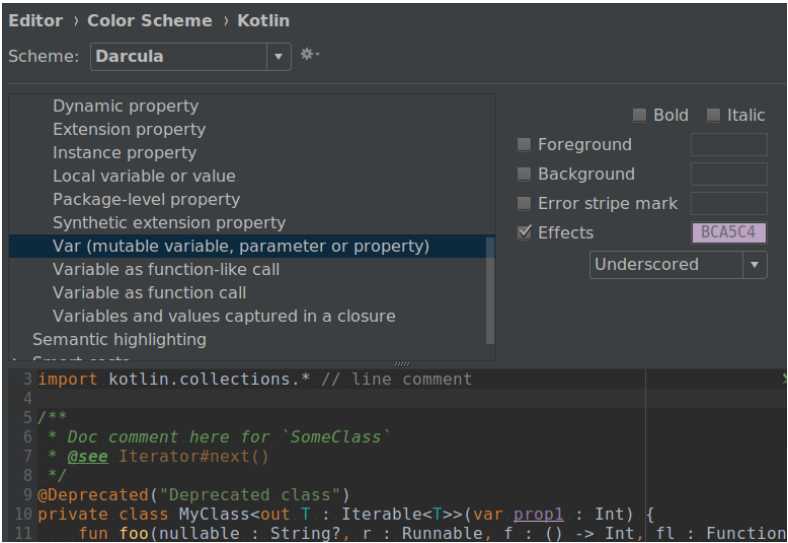 Editor › Color Scheme › Kotlin
Scheme: Darcula
Dynamic property
Extension property
Instance property
Local variable or value
Package-level property
Synthetic extension property
Var (mutable variable, parameter or property)
Variable as function-like call
Variable as function call
Variables and values captured in a closure
Semantic highlighting
Bold Italic
Foreground
Background
Error stripe mark
Effects BCA5C4
Underscored
3 import kotlin.collections.* // line comment
4
5 /**
6 * Doc comment here for `SomeClass`
7 * @see Iterator#next()
8 */
9 @Deprecated("Deprecated class")
10 private class MyClass<out T : Iterable<T>>(var prop1 : Int) {
11 fun foo(nullable : String?, r : Runnable, f : () -> Int, fl : Function